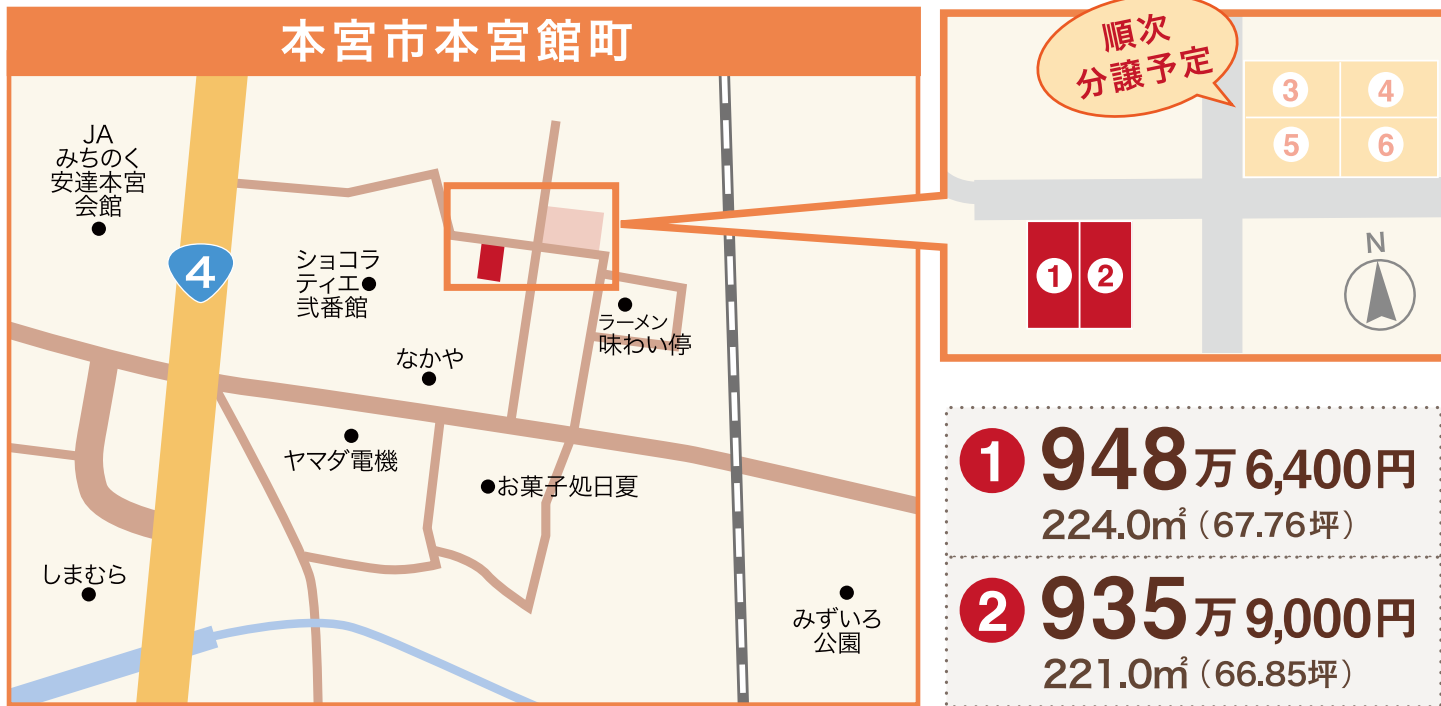 本宮市本宮館町
JA
みちのく
安達本宮
会館
4
ショコラ
ティエ
弐番館
ラーメン
味わい停
なかや
ヤマダ電機
お菓子処日夏
しまむら
みずいろ
公園
順次
分譲予定
3 4
5 6
1 2
N
1 948万6,400円
224.0㎡(67.76坪)
2 935万9,000円
221.0㎡(66.85坪)